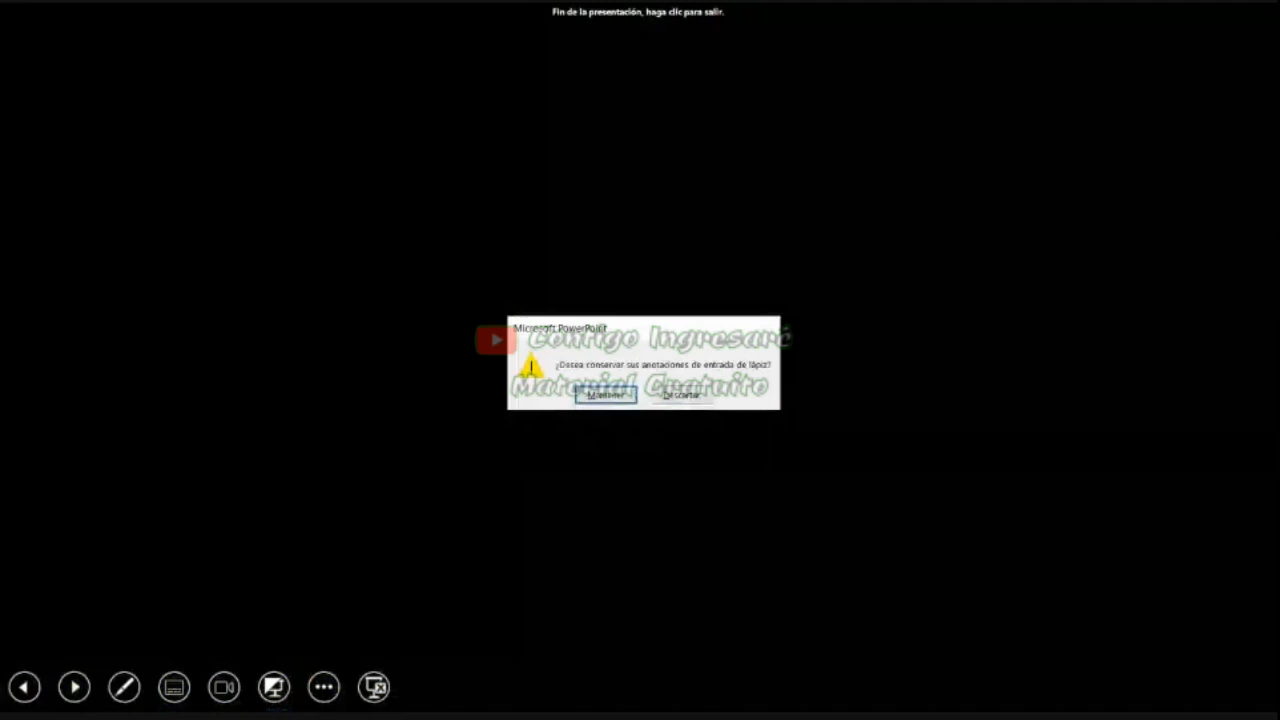 Fin de la presentación, haga clic para salir.
Microsoft PowerPoint
Contigo Ingresaré
¿Desea conservar sus anotaciones de entrada de lápiz?
Material Gratuito
Mantener
Descartar